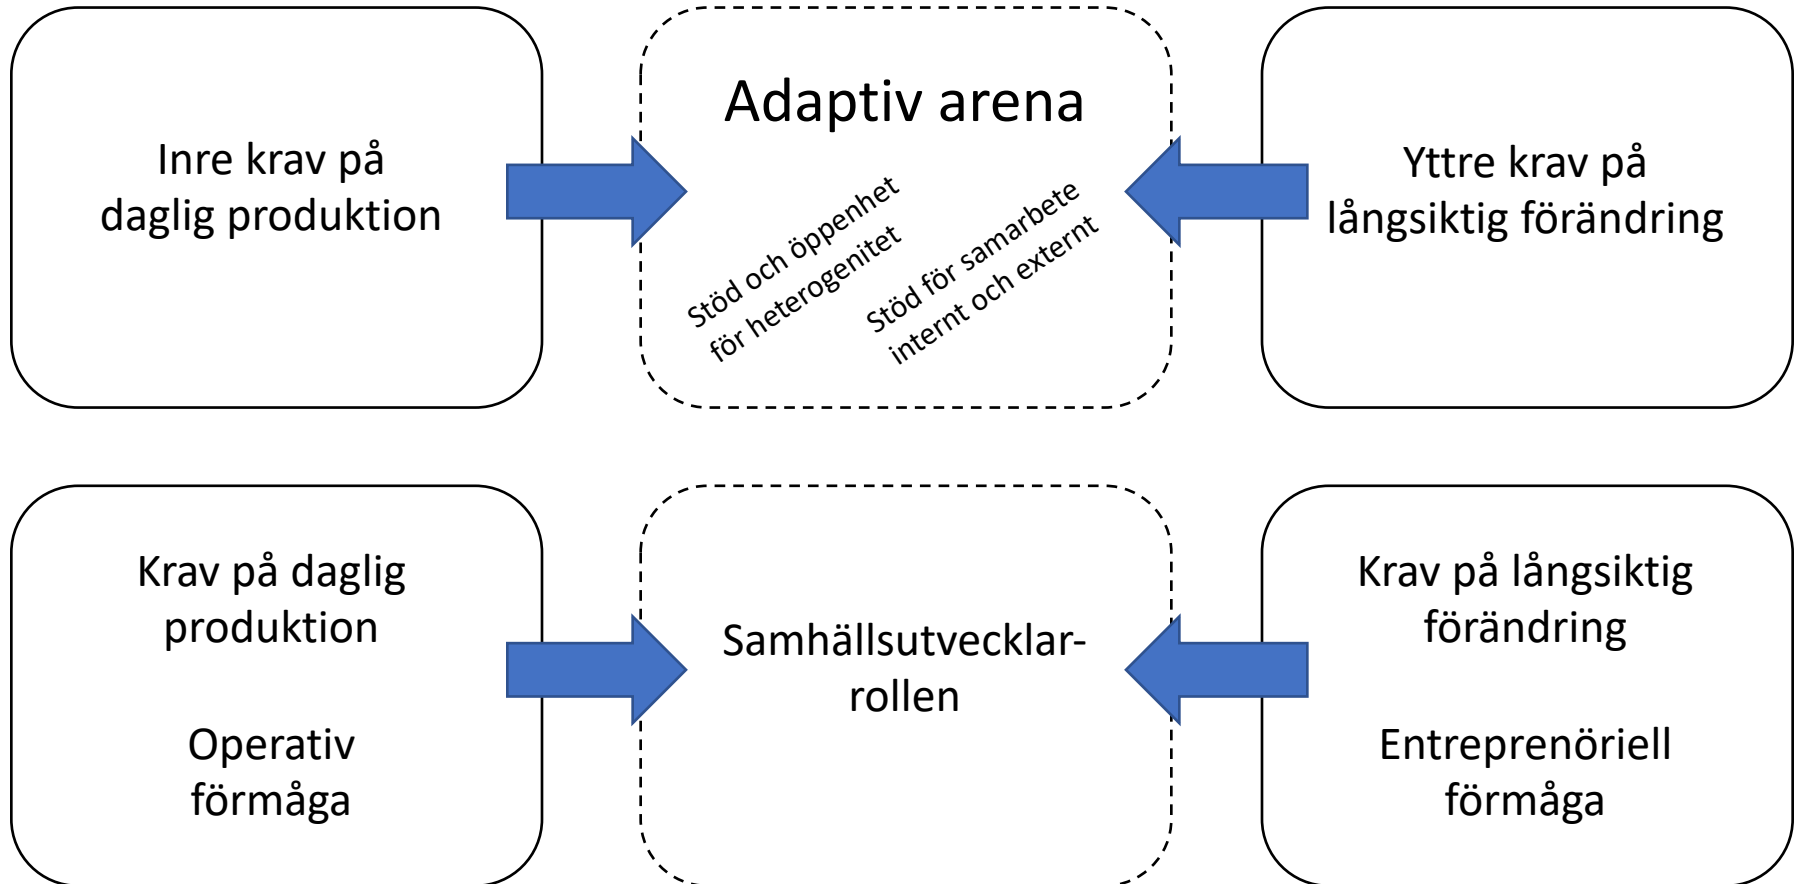 Inre krav på
daglig produktion
Adaptiv arena
Stöd och öppenhet
för heterogenitet
Stöd för samarbete
internt och externt
Yttre krav på
långsiktig förändring
Krav på daglig
produktion
Operativ
förmåga
Samhällsutvecklar-
rollen
Krav på långsiktig
förändring
Entreprenöriell
förmåga